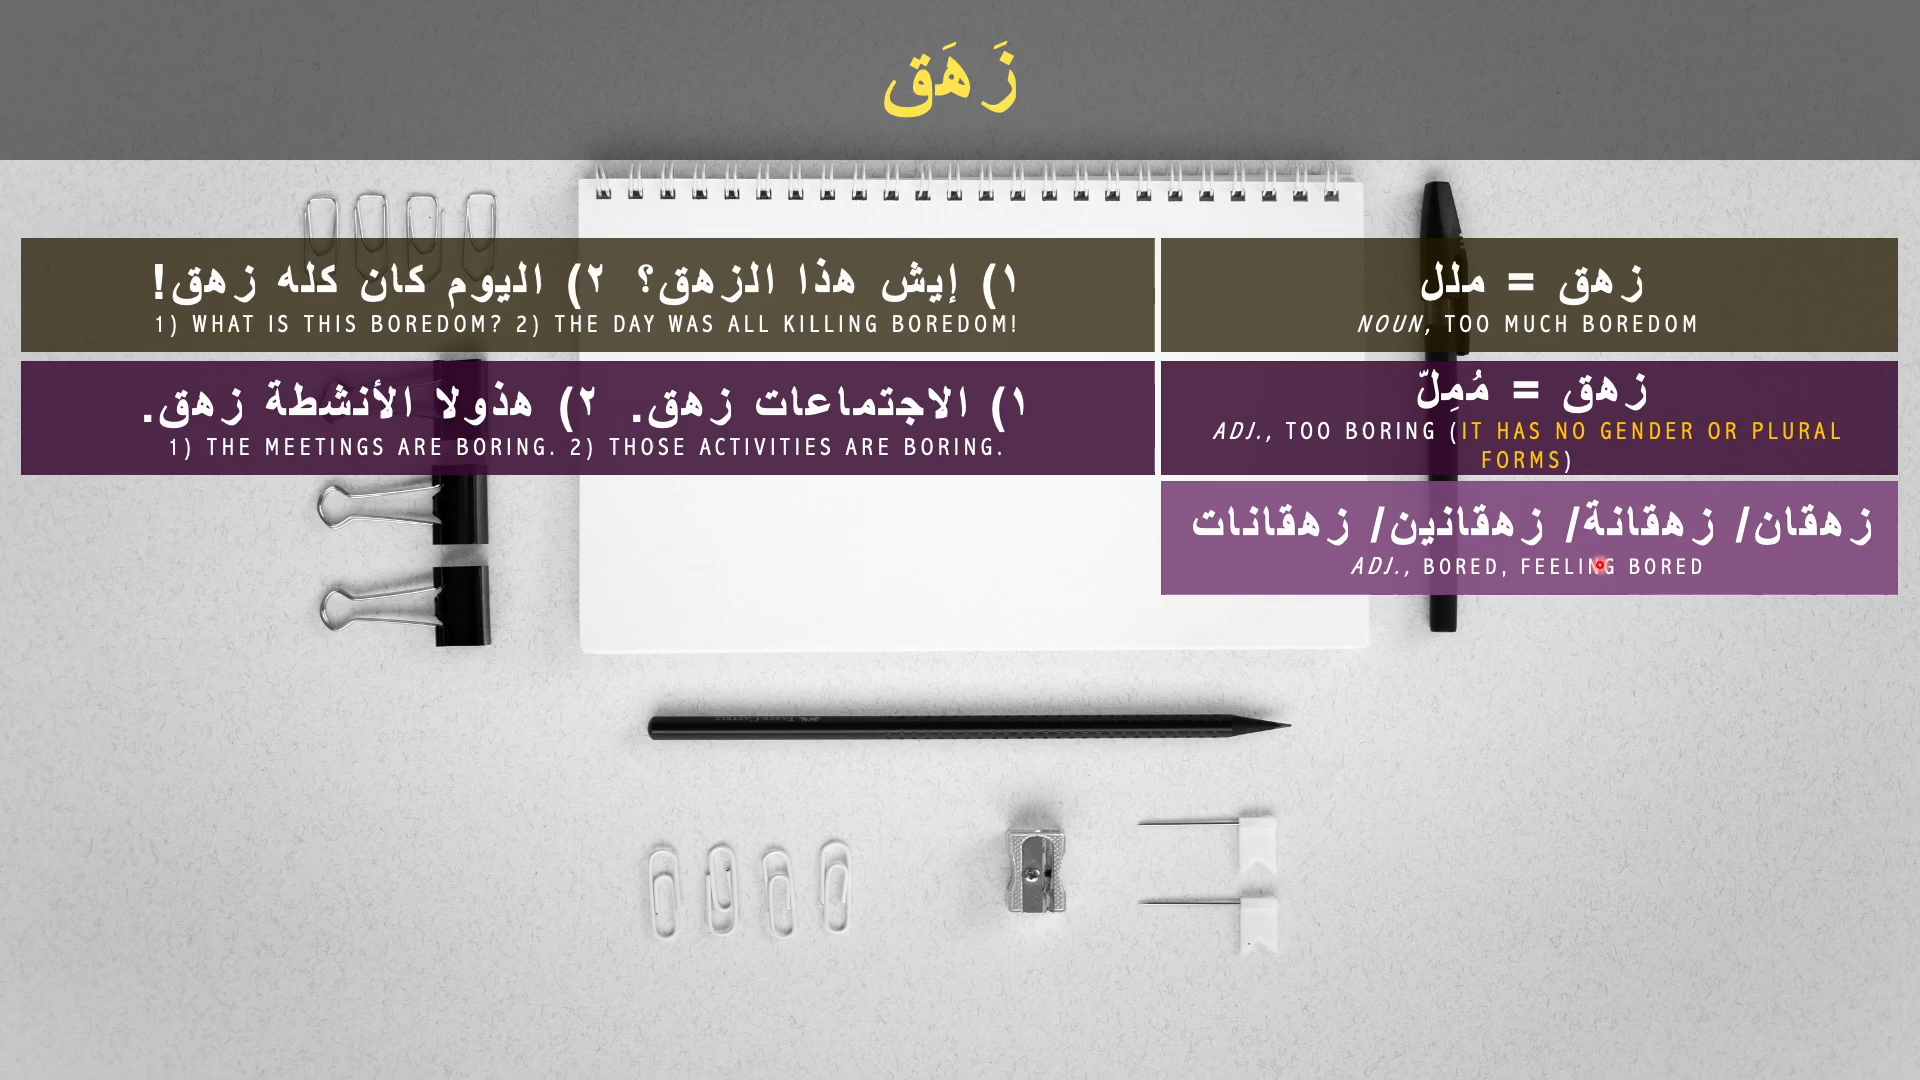 زَهَق
زهق = ملل
NOUN, TOO MUCH BOREDOM
١) إيش هذا الزهق؟ ٢) اليوم كان كله زهق!
1) WHAT IS THIS BOREDOM? 2) THE DAY WAS ALL KILLING BOREDOM!
زهق = مُمِلّ
ADJ., TOO BORING (IT HAS NO GENDER OR PLURAL
FORMS)
١) الاجتماعات زهق. ٢) هذولا الأنشطة زهق.
1) THE MEETINGS ARE BORING. 2) THOSE ACTIVITIES ARE BORING.
زهقان/ زهقانة/ زهقانين/ زهقانات
ADJ., BORED, FEELING BORED